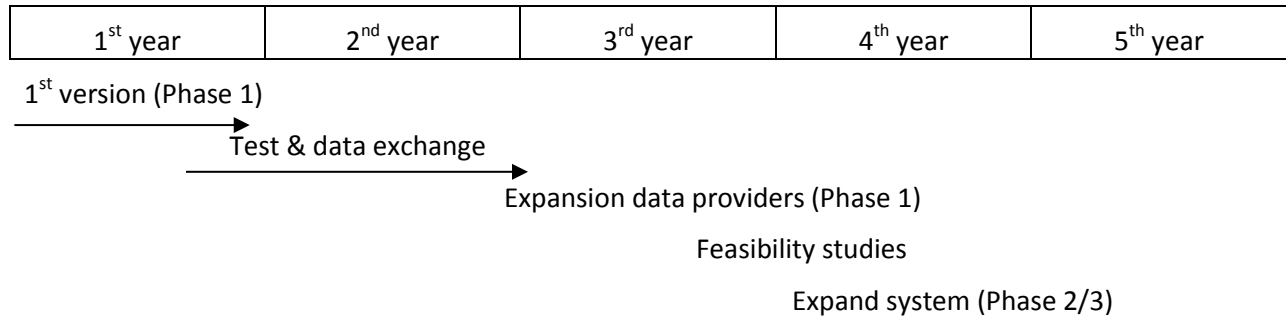 1st year 2nd year 3rd year 4th year 5th year
1st version (Phase 1)
Test & data exchange
Expansion data providers (Phase 1)
Feasibility studies
Expand system (Phase 2/3)